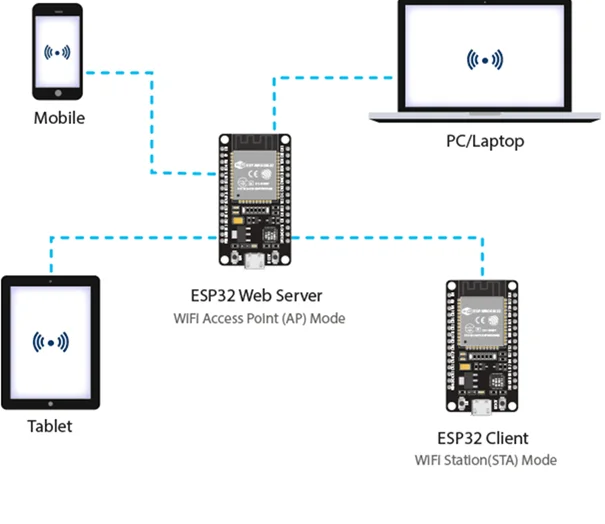 Mobile
PC/Laptop
ESP32 Web Server
WIFI Access Point (AP) Mode
Tablet
ESP32 Client
WIFI Station(STA) Mode